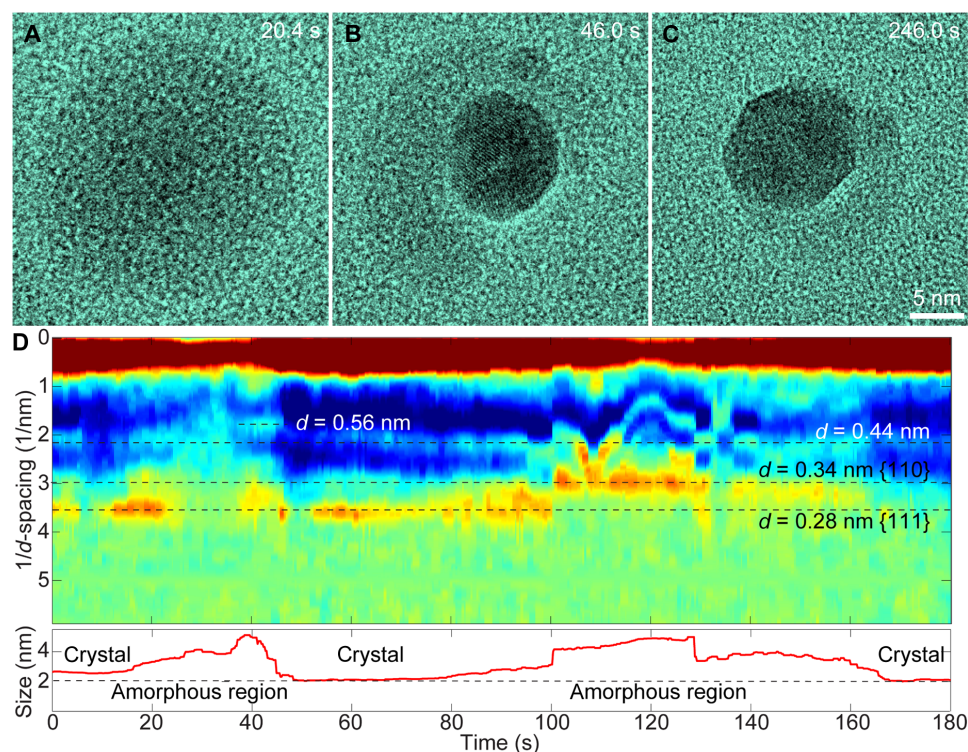 A 20.4 s B 46.0 s C 246.0 s
5 nm
D
0
1
2
3
4
5
1/d-spacing (1/nm)
d = 0.56 nm
d = 0.44 nm
d = 0.34 nm {110}
d = 0.28 nm {111}
Size (nm)
4
2
Crystal Crystal Crystal
Amorphous region Amorphous region
0 20 40 60 80 100 120 140 160 180
Time (s)